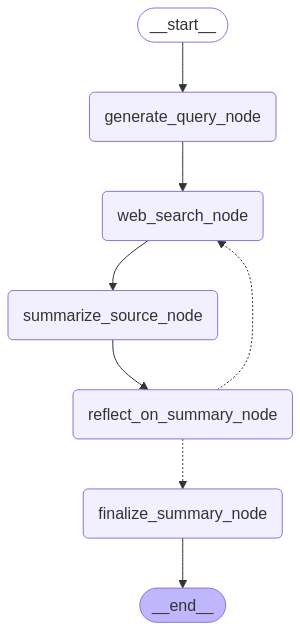 __start__
generate_query_node
web_search_node
summarize_source_node
reflect_on_summary_node
finalize_summary_node
__end__